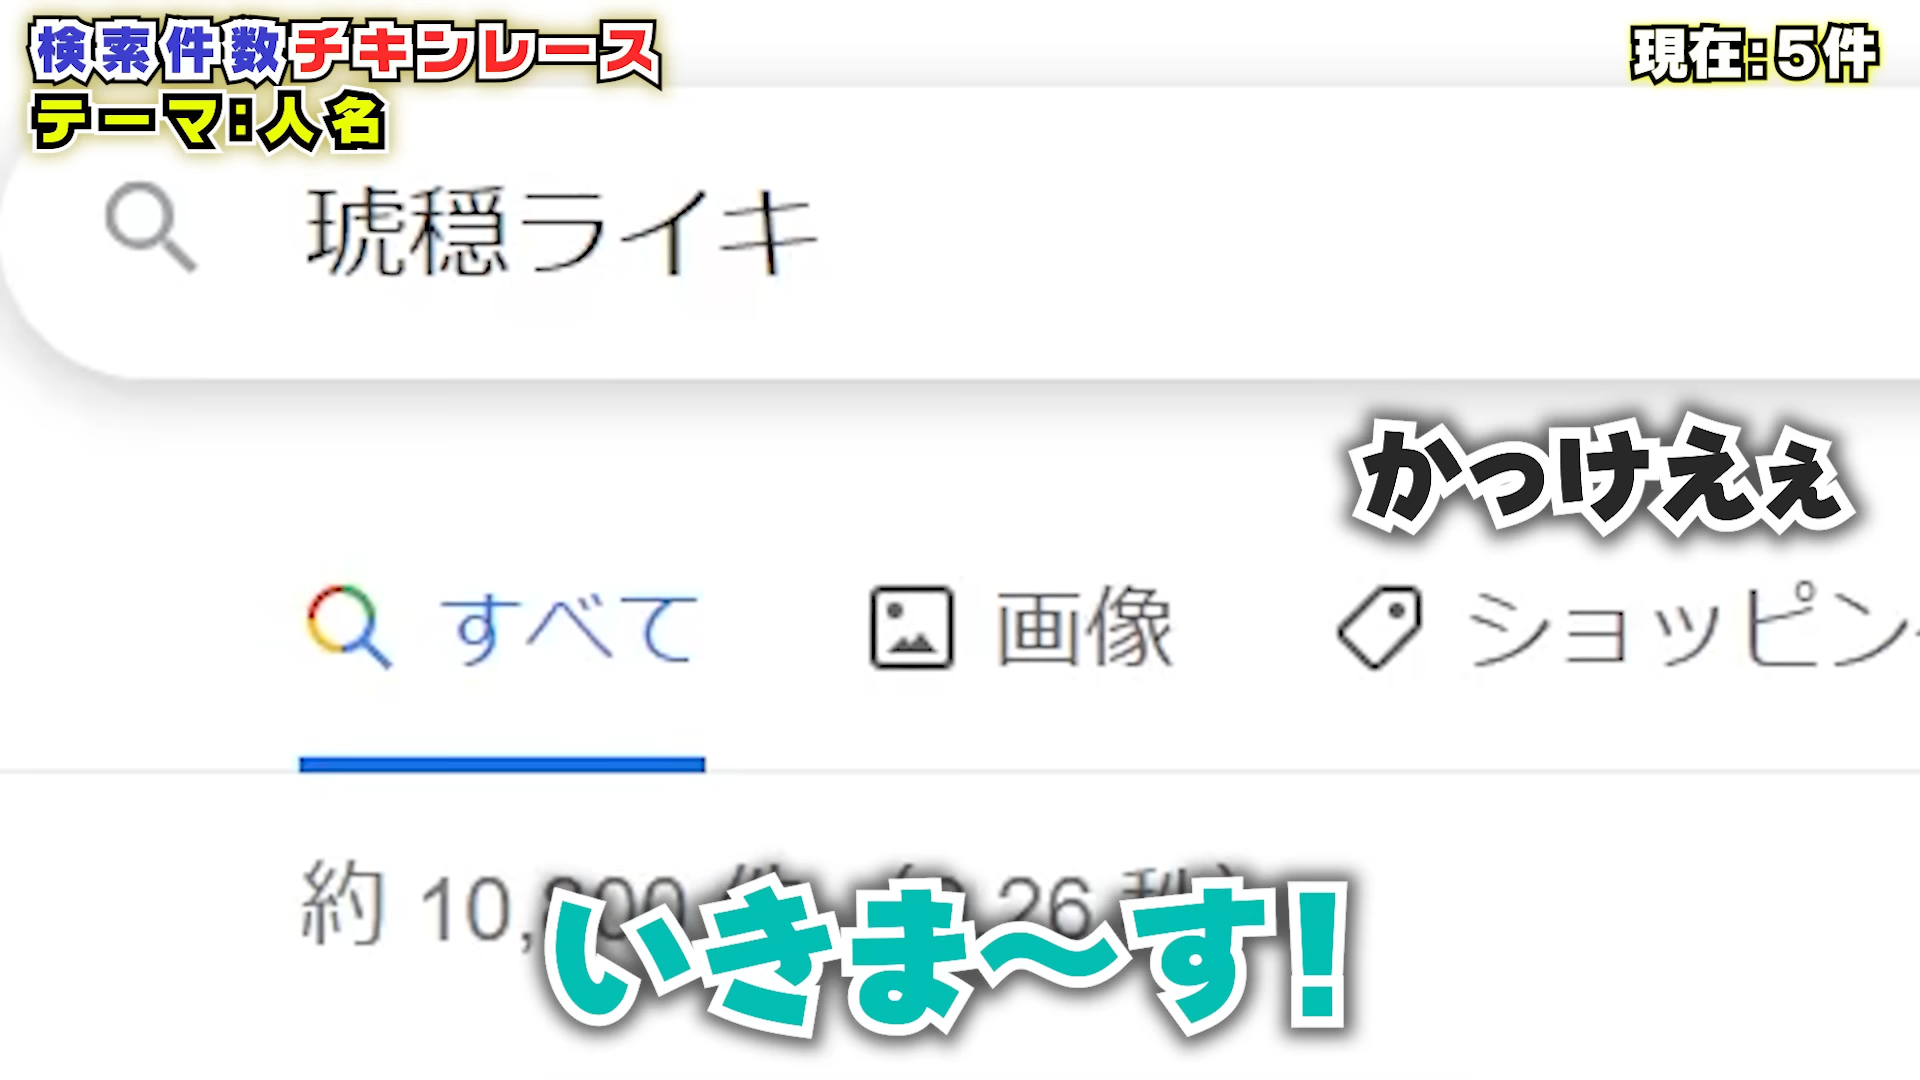 検索件数チキンレース
現在:5件
テーマ:人名
琥穏ライキ
かっけえぇ
すべて
画像
ショッピン
約 10,
26
いきま〜す!